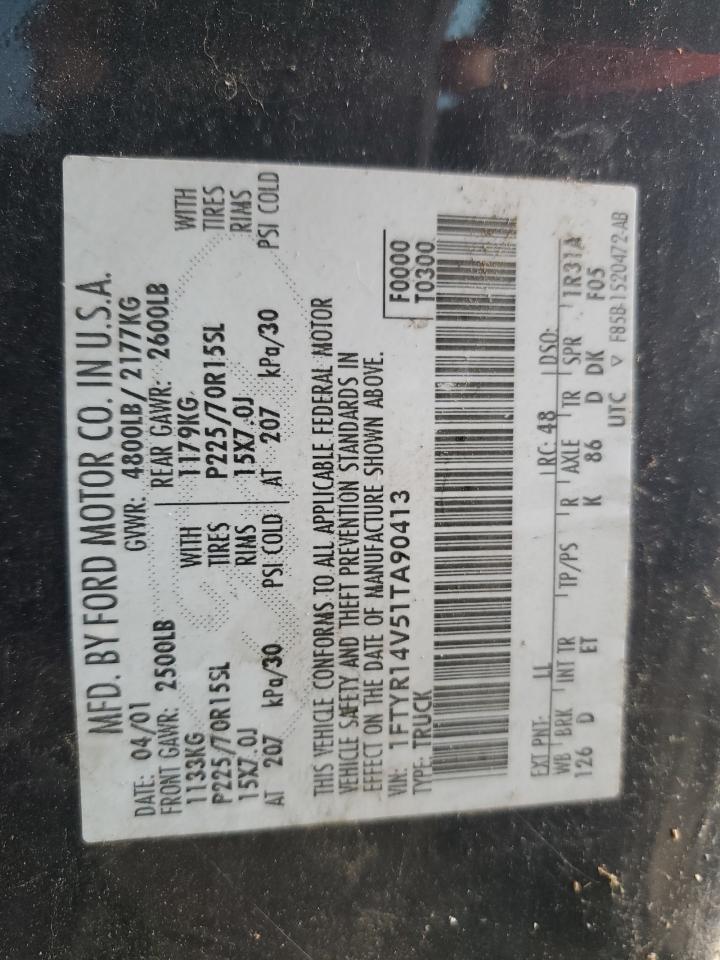 MFD. BY FORD MOTOR CO. IN U.S.A.
DATE: 04/01 GVWR: 4800LB/ 2177KG
FRONT GAWR: 2500LB REAR GAWR: 2600LB
1133KG WITH 1179KG WITH
P225/70R15SL TIRES P225/70R15SL TIRES
15X7.0J RIMS 15X7.0J RIMS
AT 207 kPa/30 PSI COLD AT 207 kPa/30 PSI COLD
THIS VEHICLE CONFORMS TO ALL APPLICABLE FEDERAL MOTOR
VEHICLE SAFETY AND THEFT PREVENTION STANDARDS IN
EFFECT ON THE DATE OF MANUFACTURE SHOWN ABOVE.
VIN: 1FTYR14V51TA90413 F0000
TYPE: TRUCK T0300
EXT PNT: LL RC: 48 DSO:
WB BRK INT TR TP/PS R AXLE TR SPR 1R31A
126 D ET K 86 D DK F05
UTC ▽ F85B-1520472-AB